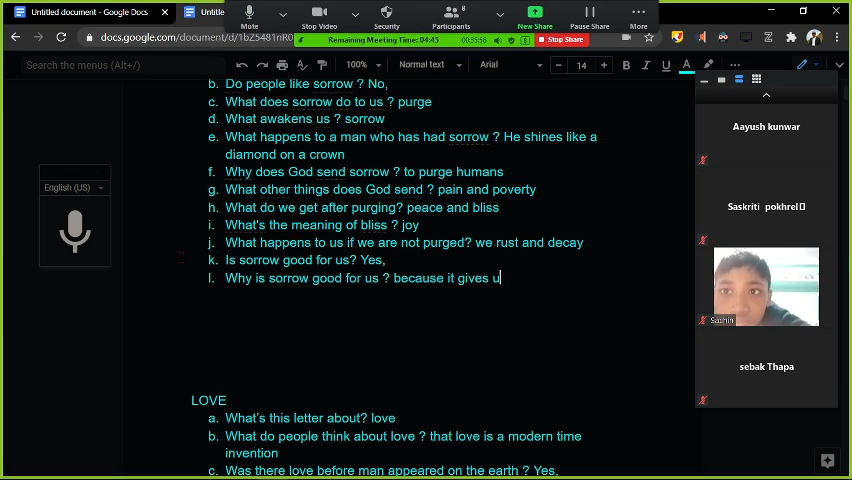 Untitled document - Google Docs
Untitled
Mute
Stop Video
Security
Participants
8
New Share
Pause Share
More
Remaining Meeting Time: 04:45
00:35:56
Stop Share
docs.google.com/document/d/1bZ5481nR0
Search the menus (Alt+/)
100%
Normal text
Arial
14
B
I
U
A
English (US)
b. Do people like sorrow ? No,
c. What does sorrow do to us ? purge
d. What awakens us ? sorrow
e. What happens to a man who has had sorrow ? He shines like a
diamond on a crown
f. Why does God send sorrow ? to purge humans
g. What other things does God send ? pain and poverty
h. What do we get after purging? peace and bliss
i. What's the meaning of bliss ? joy
j. What happens to us if we are not purged? we rust and decay
k. Is sorrow good for us? Yes,
l. Why is sorrow good for us ? because it gives u
LOVE
a. What's this letter about? love
b. What do people think about love ? that love is a modern time
invention
c. Was there love before man appeared on the earth ? Yes,
Aayush kunwar
Saskriti pokhrel
Sashin
sebak Thapa